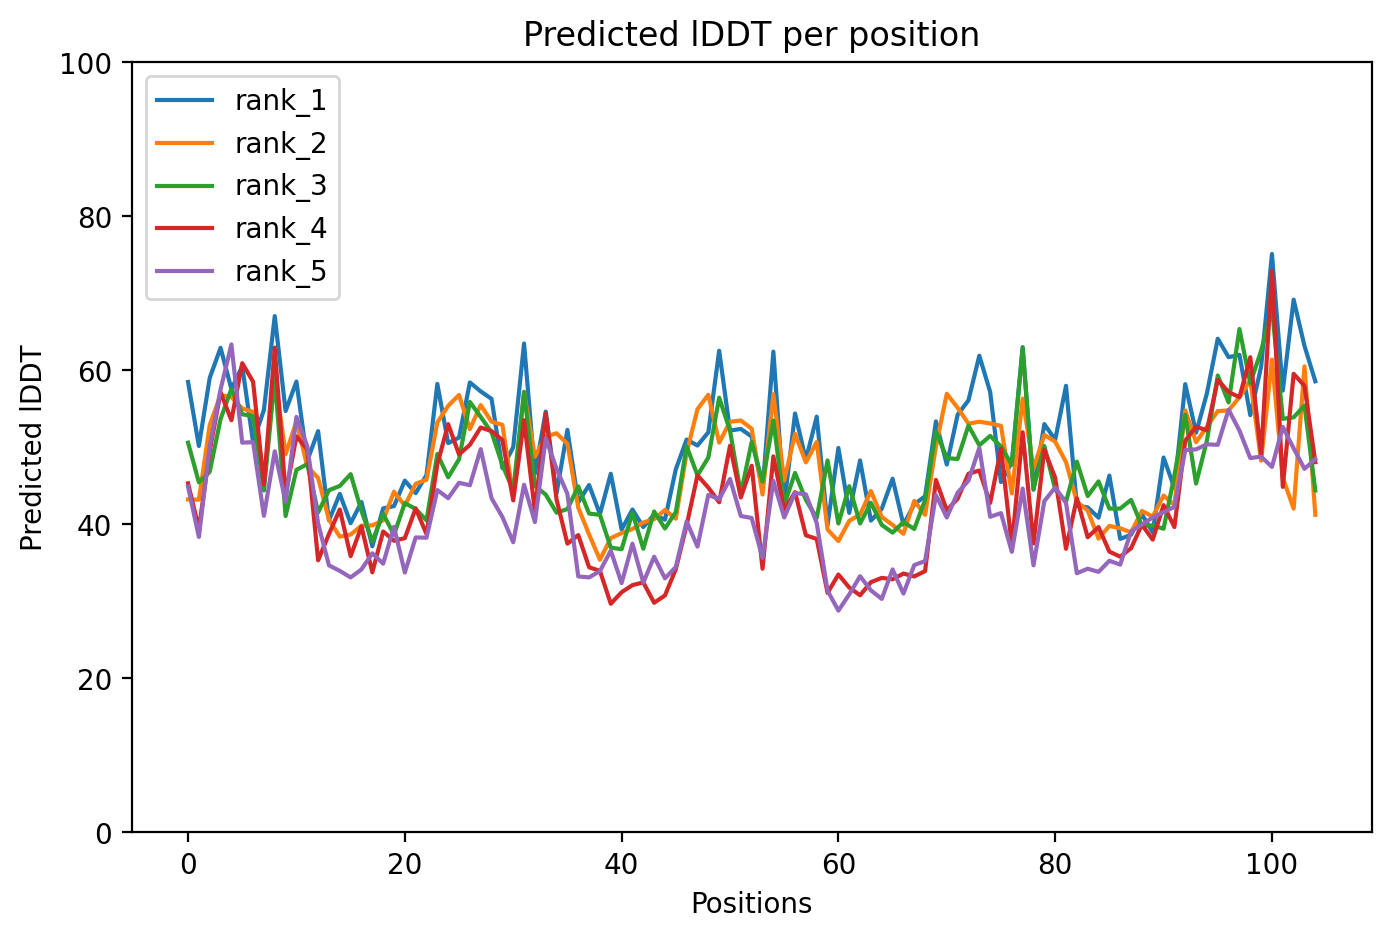 Predicted lDDT per position
100
80
60
40
20
0
Predicted lDDT
rank_1
rank_2
rank_3
rank_4
rank_5
0 20 40 60 80 100
Positions